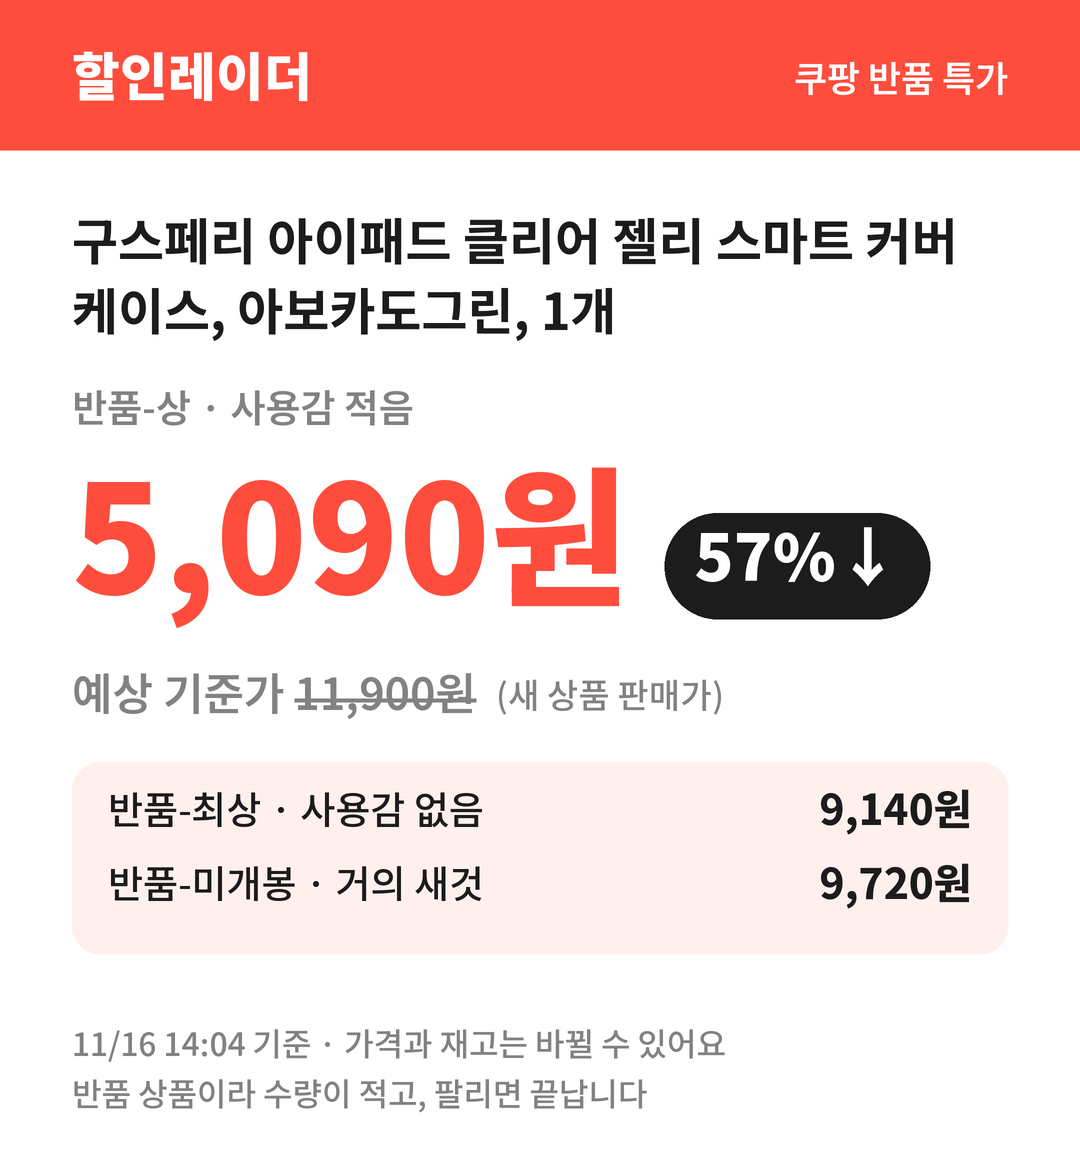 할인레이더
쿠팡 반품 특가
구스페리 아이패드 클리어 젤리 스마트 커버
케이스, 아보카도그린, 1개
반품-상 · 사용감 적음
5,090원
57%↓
예상 기준가 11,900원 (새 상품 판매가)
반품-최상 · 사용감 없음 9,140원
반품-미개봉 · 거의 새것 9,720원
11/16 14:04 기준 · 가격과 재고는 바뀔 수 있어요
반품 상품이라 수량이 적고, 팔리면 끝납니다